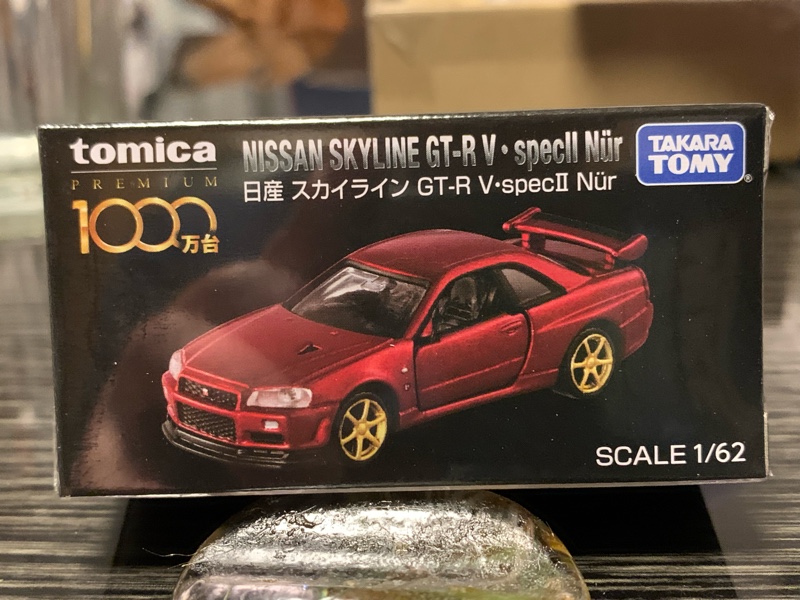 tomica
PREMIUM
1000万台
NISSAN SKYLINE GT-R V・specII Nür
日産 スカイライン GT-R V・specII Nür
TAKARA
TOMY
®
SCALE 1/62